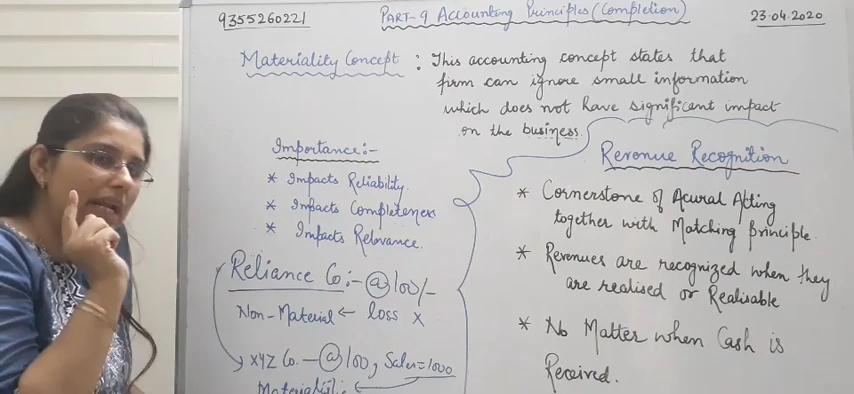 9355260221
PART-9 Accounting Principles (Completion)
23.04.2020
Materiality Concept : This accounting concept states that
firm can ignore small information
which does not have significant impact
on the business.
Importance:-
* Impacts Reliability.
* Impacts Completeness
* Impacts Relevance.
Reliance Co:- @ 100/-
Non-Material ← loss X
XYZ Co. - @ 100, Sales = 1000
Revenue Recognition
* Cornerstone of Acural Acting
together with Matching principle.
* Revenues are recognized when they
are realised or Realisable
* No Matter when Cash is
Received.